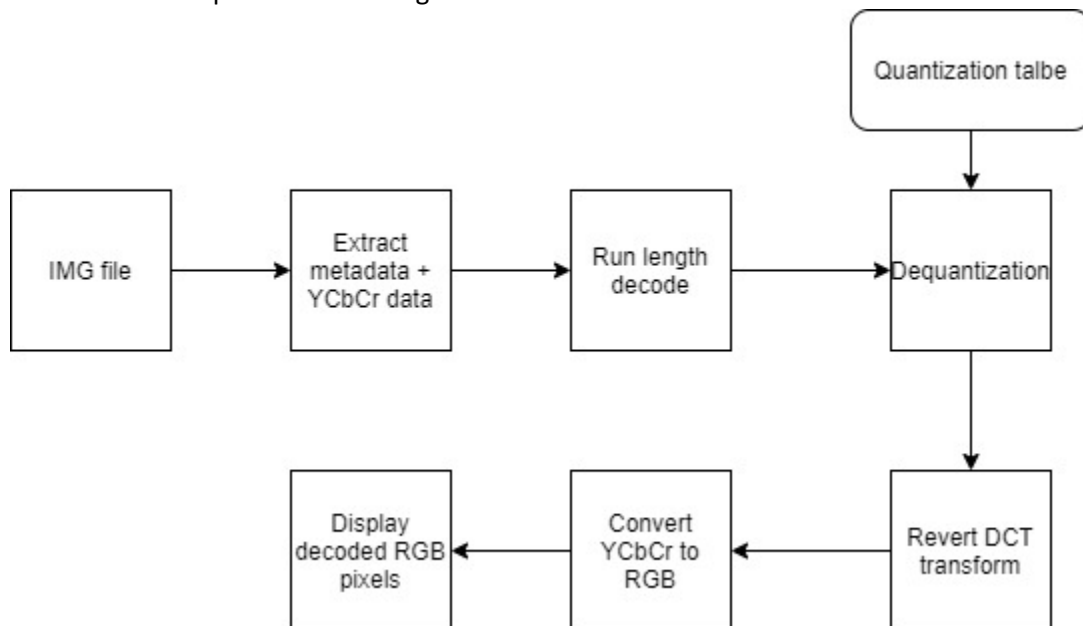 Quantization talbe
IMG file
Extract
metadata +
YCbCr data
Run length
decode
Dequantization
Display
decoded RGB
pixels
Convert
YCbCr to
RGB
Revert DCT
transform